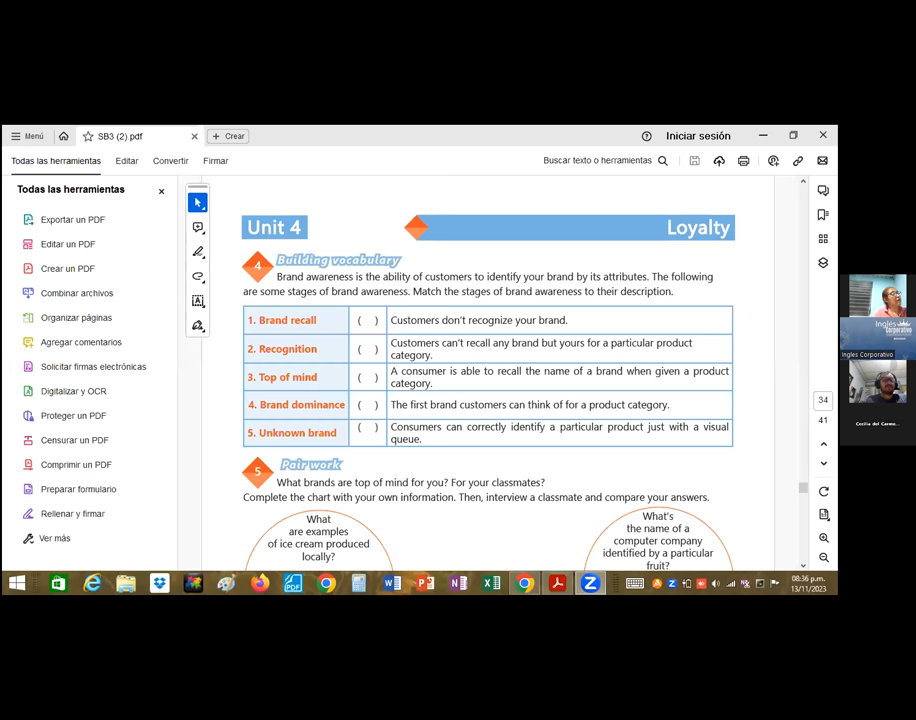 Menú
SB3 (2).pdf
Crear
Iniciar sesión
Todas las herramientas
Editar
Convertir
Firmar
Buscar texto o herramientas
Todas las herramientas
Exportar un PDF
Editar un PDF
Crear un PDF
Combinar archivos
Organizar páginas
Agregar comentarios
Solicitar firmas electrónicas
Digitalizar y OCR
Proteger un PDF
Censurar un PDF
Comprimir un PDF
Preparar formulario
Rellenar y firmar
Ver más
Unit 4
Loyalty
4
Building vocabulary
Brand awareness is the ability of customers to identify your brand by its attributes. The following
are some stages of brand awareness. Match the stages of brand awareness to their description.
1. Brand recall ( ) Customers don't recognize your brand.
2. Recognition ( ) Customers can't recall any brand but yours for a particular product
category.
3. Top of mind ( ) A consumer is able to recall the name of a brand when given a product
category.
4. Brand dominance ( ) The first brand customers can think of for a product category.
5. Unknown brand ( ) Consumers can correctly identify a particular product just with a visual
queue.
5
Pair work
What brands are top of mind for you? For your classmates?
Complete the chart with your own information. Then, interview a classmate and compare your answers.
What
are examples
of ice cream produced
locally?
What's
the name of a
computer company
identified by a particular
fruit?
34
41
Inglés
Corporativo
Ingles Corporativo
Cecilia del Carme...
08:36 p.m.
13/11/2023